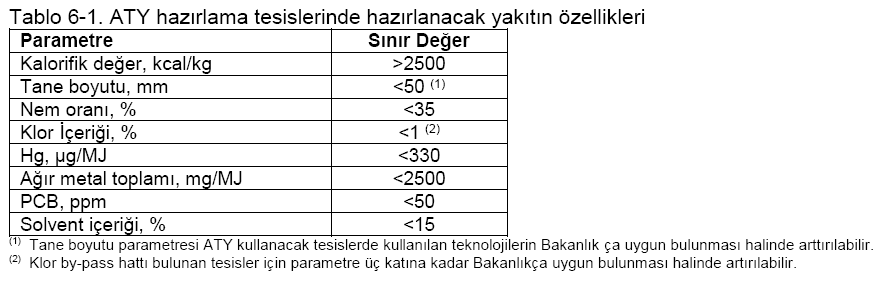 Tablo 6-1. ATY hazırlama tesislerinde hazırlanacak yakıtın özellikleri
Parametre Sınır Değer
Kalorifik değer, kcal/kg >2500
Tane boyutu, mm <50 (1)
Nem oranı, % <35
Klor İçeriği, % <1 (2)
Hg, µg/MJ <330
Ağır metal toplamı, mg/MJ <2500
PCB, ppm <50
Solvent içeriği, % <15
(1) Tane boyutu parametresi ATY kullanacak tesislerde kullanılan teknolojilerin Bakanlık ça uygun bulunması halinde arttırılabilir.
(2) Klor by-pass hattı bulunan tesisler için parametre üç katına kadar Bakanlıkça uygun bulunması halinde artırılabilir.